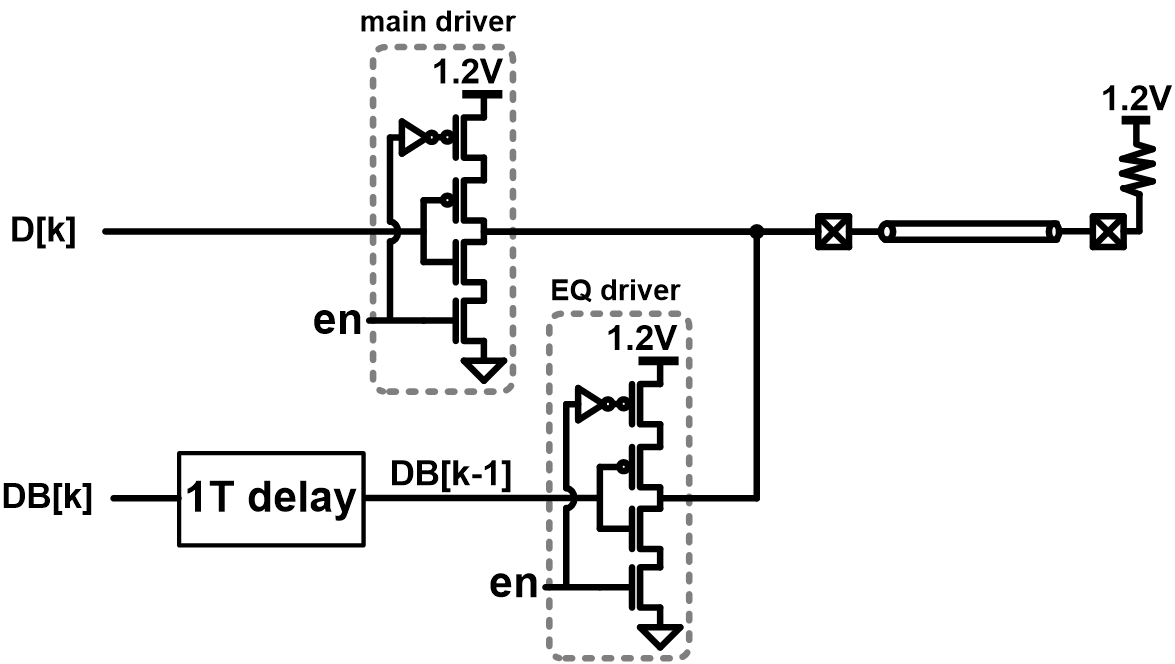 main driver
1.2V
1.2V
D[k]
en
EQ driver
1.2V
DB[k]
1T delay
DB[k-1]
en